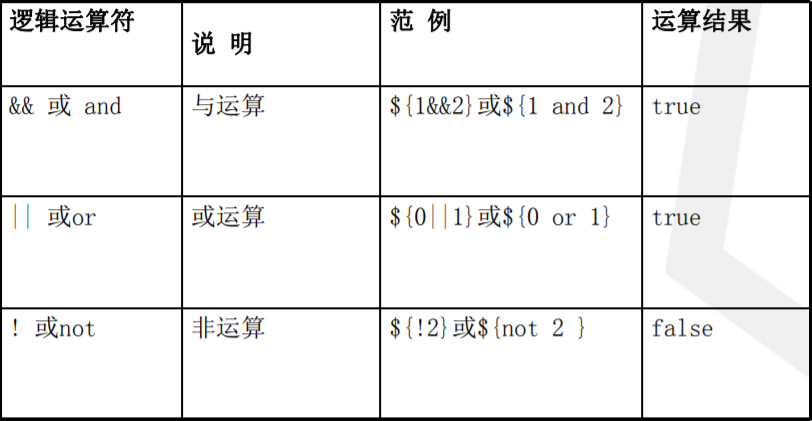 逻辑运算符 说 明 范 例 运算结果
&& 或 and 与运算 ${1&&2}或${1 and 2} true
|| 或or 或运算 ${0||1}或${0 or 1} true
! 或not 非运算 ${!2}或${not 2 } false